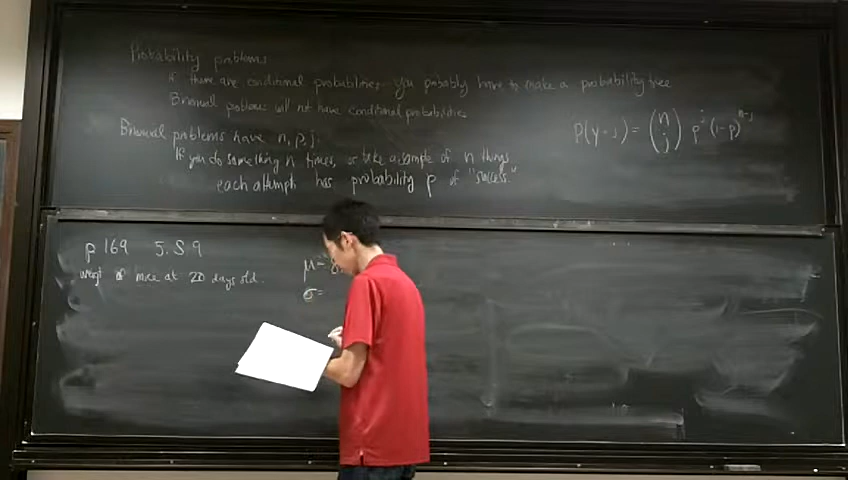 Probability problems
If there are conditional probabilities you probably have to make a probability tree
Binomial problems will not have conditional probabilities
Binomial problems have n, p, j.
If you do something n times, or take a sample of n things
each attempt has probability p of "success."
P(Y=j) = (n j) p^j (1-p)^{n-j}
p 169 5.S 9
weight of mice at 20 days old.
μ =
σ =